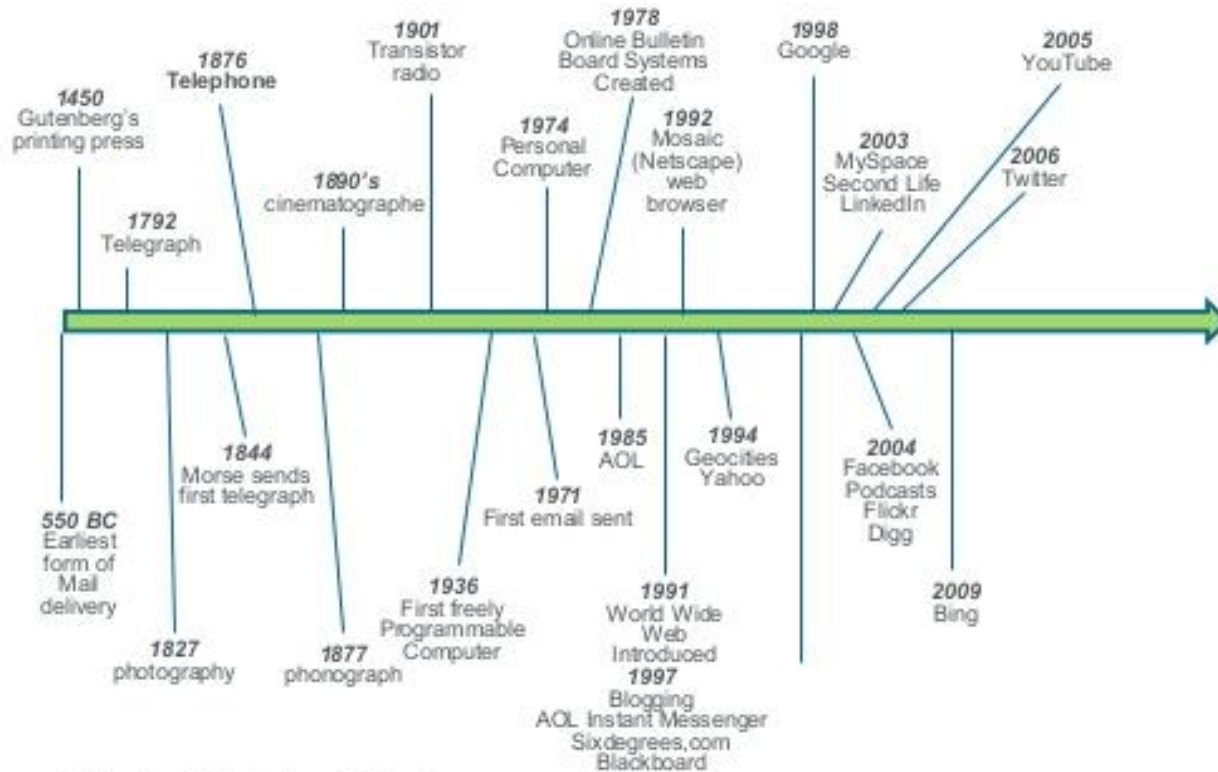 1450
Gutenberg's
printing press
1792
Telegraph
1876
Telephone
1890's
cinematographe
1901
Transistor
radio
1974
Personal
Computer
1978
Online Bulletin
Board Systems
Created
1992
Mosaic
(Netscape)
web
browser
1998
Google
2003
MySpace
Second Life
LinkedIn
2005
YouTube
2006
Twitter
550 BC
Earliest
form of
Mail
delivery
1827
photography
1844
Morse sends
first telegraph
1877
phonograph
1936
First freely
Programmable
Computer
1971
First email sent
1985
AOL
1991
World Wide
Web
Introduced
1997
Blogging
AOL Instant Messenger
Sixdegrees,com
Blackboard
1994
Geocities
Yahoo
2004
Facebook
Podcasts
Flickr
Digg
2009
Bing